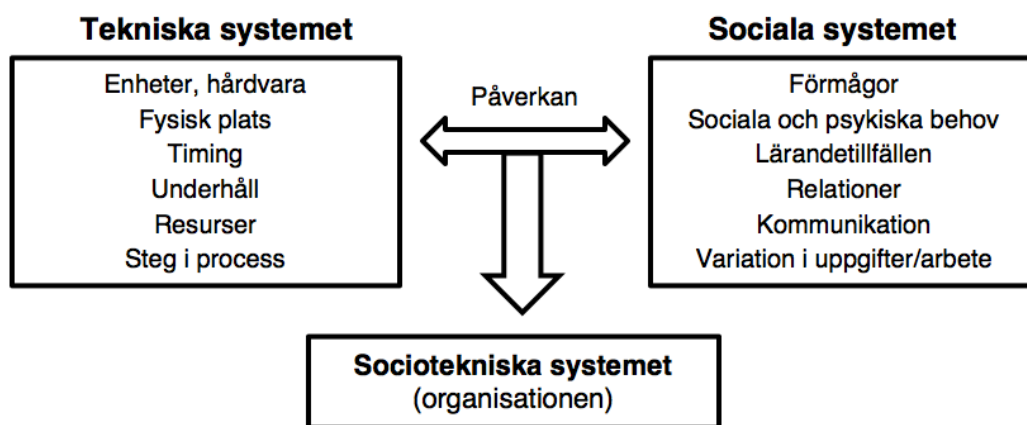 Tekniska systemet
Enheter, hårdvara
Fysisk plats
Timing
Underhåll
Resurser
Steg i process
Påverkan
Sociala systemet
Förmågor
Sociala och psykiska behov
Lärandetillfällen
Relationer
Kommunikation
Variation i uppgifter/arbete
Sociotekniska systemet
(organisationen)